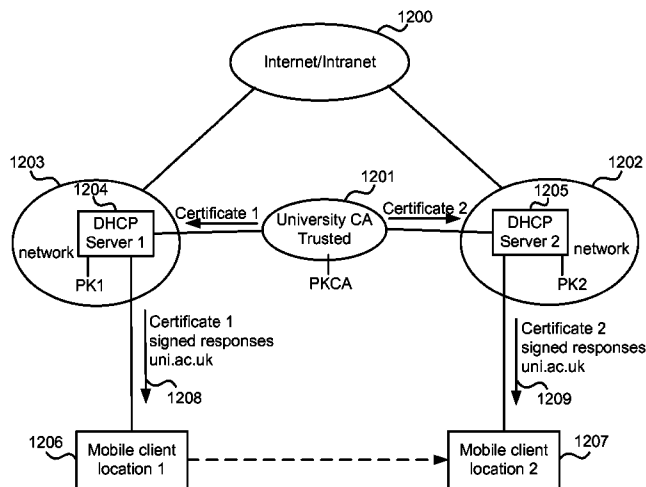 1200
Internet/Intranet
1203
1202
1204
1201
1205
Certificate 1
Certificate 2
DHCP
Server 1
University CA
Trusted
DHCP
Server 2
network
network
PK1
PKCA
PK2
Certificate 1
signed responses
uni.ac.uk
Certificate 2
signed responses
uni.ac.uk
1208
1209
1206
1207
Mobile client
location 1
Mobile client
location 2